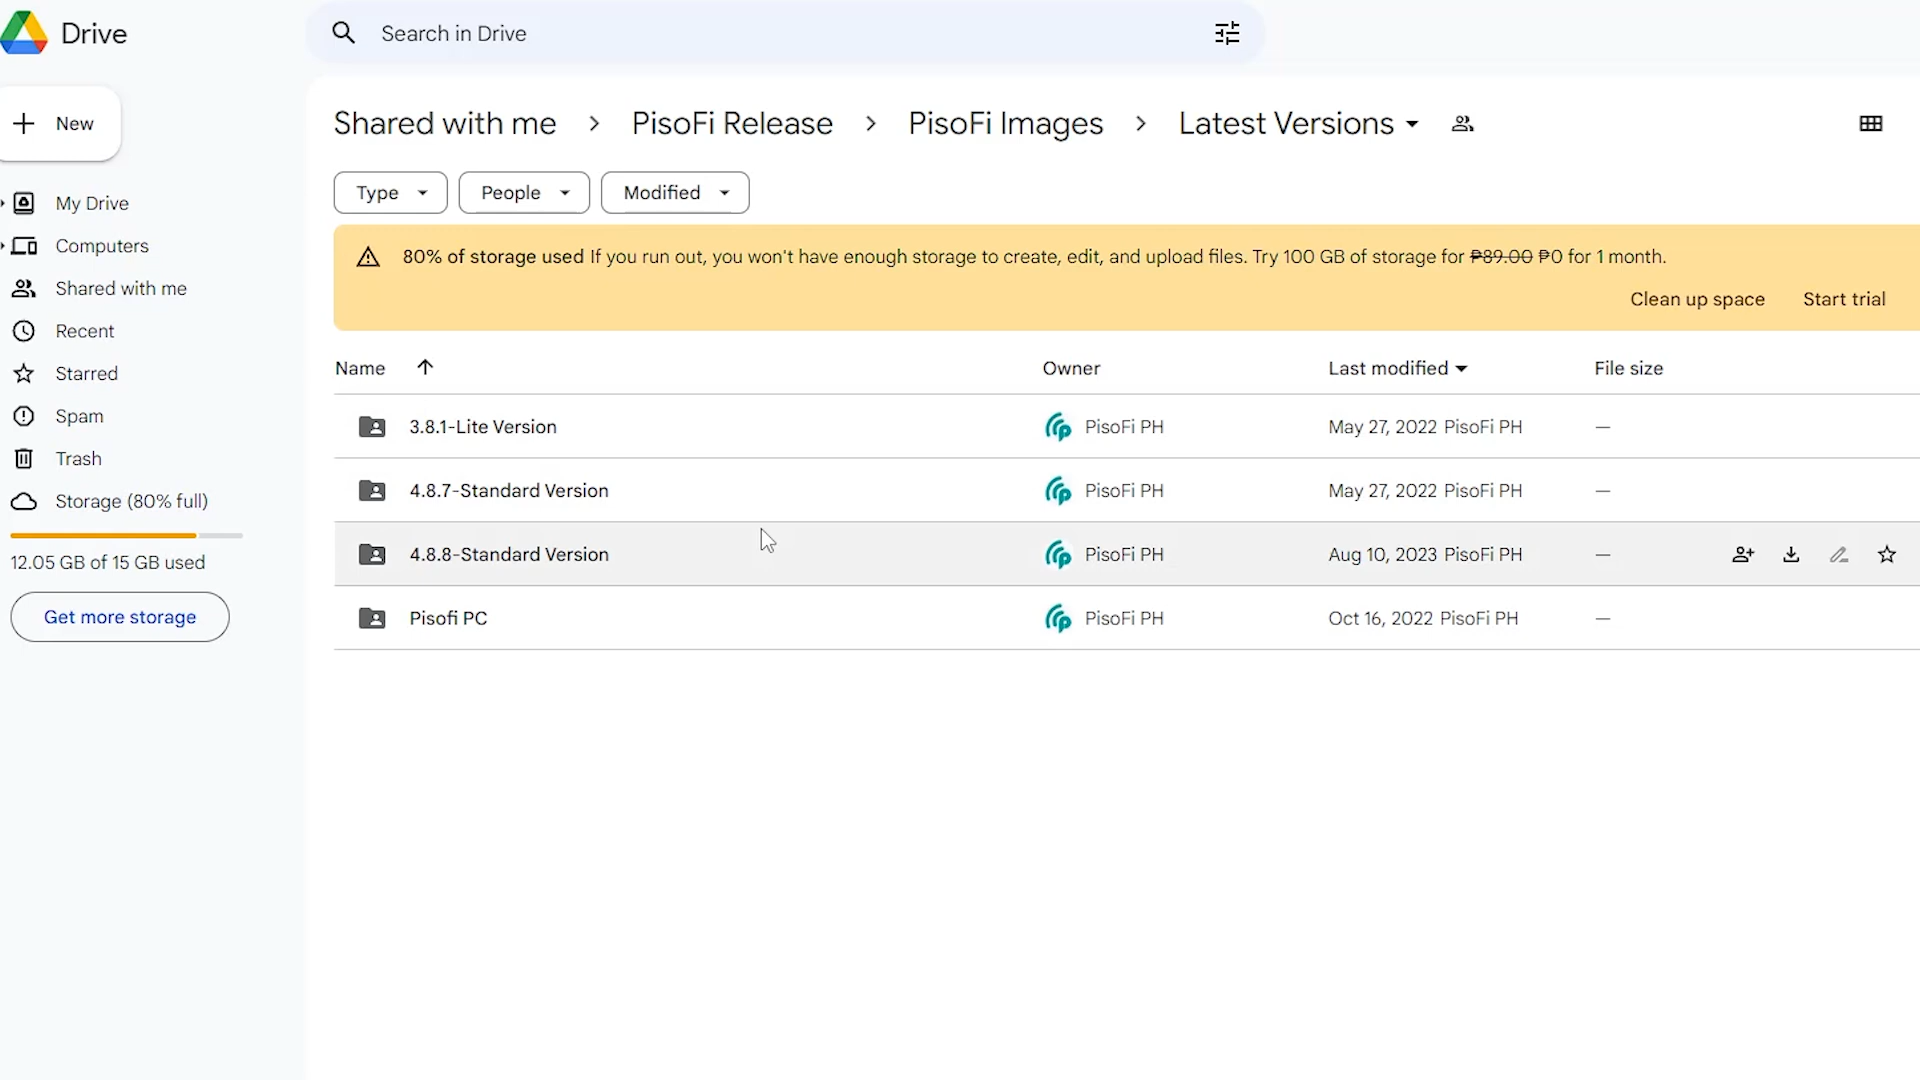 Drive
Search in Drive
New
Shared with me > PisoFi Release > PisoFi Images > Latest Versions
Type
People
Modified
My Drive
Computers
Shared with me
Recent
Starred
Spam
Trash
Storage (80% full)
12.05 GB of 15 GB used
Get more storage
80% of storage used If you run out, you won't have enough storage to create, edit, and upload files. Try 100 GB of storage for ₱89.00 ₱0 for 1 month.
Clean up space Start trial
Name Owner Last modified File size
3.8.1-Lite Version PisoFi PH May 27, 2022 PisoFi PH —
4.8.7-Standard Version PisoFi PH May 27, 2022 PisoFi PH —
4.8.8-Standard Version PisoFi PH Aug 10, 2023 PisoFi PH —
Pisofi PC PisoFi PH Oct 16, 2022 PisoFi PH —